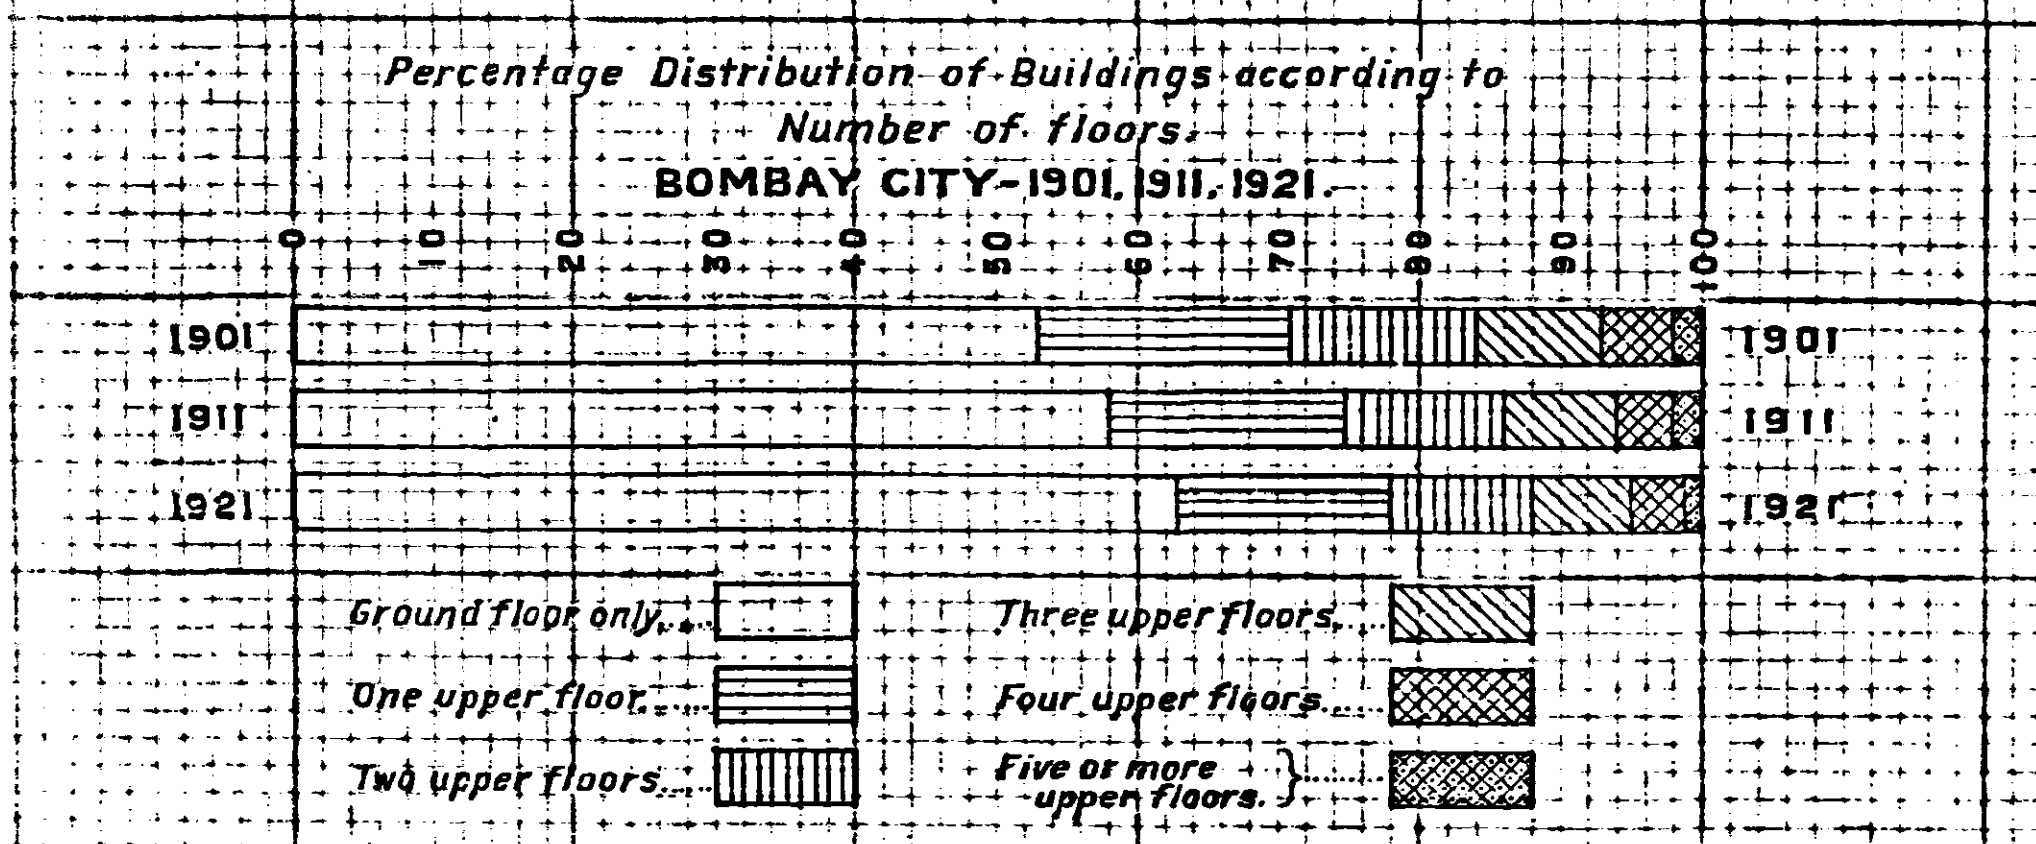 Percentage Distribution of Buildings according to
Number of floors.
BOMBAY CITY-1901, 1911, 1921.
0 10 20 30 40 50 60 70 80 90 100
1901 1901
1911 1911
1921 1921
Ground floor only......
Three upper floors......
One upper floor......
Four upper floors......
Two upper floors......
Five or more
upper floors. }.........